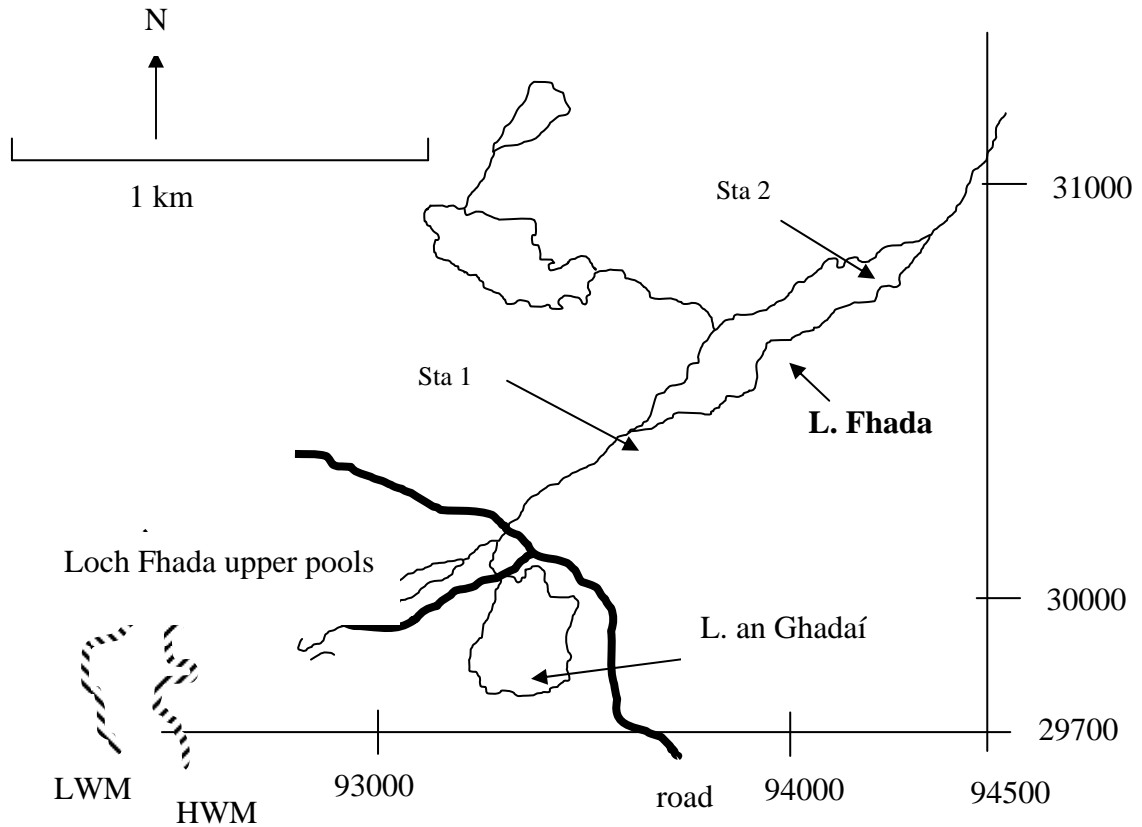 N
1 km
Sta 2
31000
Sta 1
L. Fhada
Loch Fhada upper pools
30000
L. an Ghadaí
29700
LWM
HWM
93000
road
94000
94500